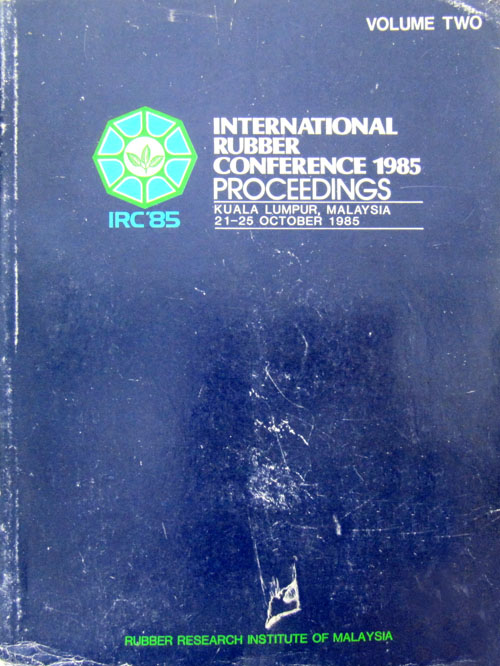 VOLUME TWO
INTERNATIONAL
RUBBER
CONFERENCE 1985
PROCEEDINGS
KUALA LUMPUR, MALAYSIA
21-25 OCTOBER 1985
IRC'85
RUBBER RESEARCH INSTITUTE OF MALAYSIA